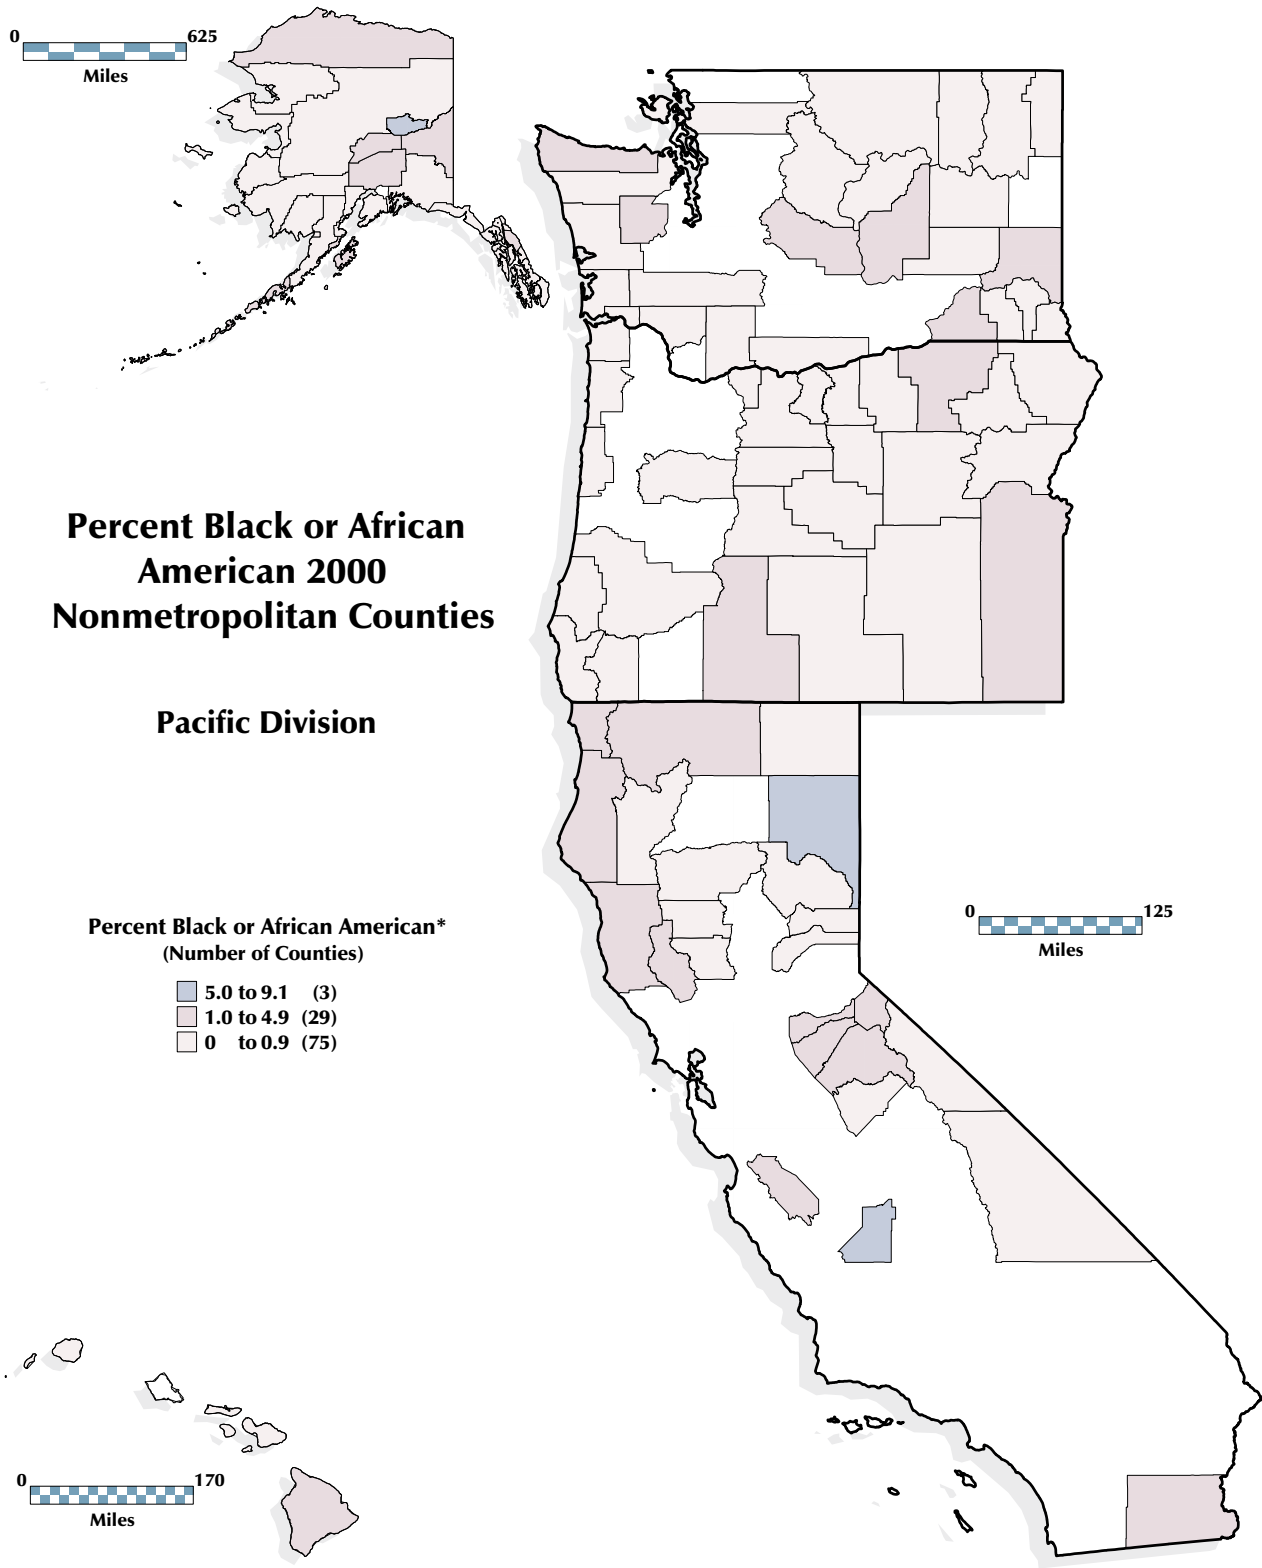 0 625
Miles
Percent Black or African
American 2000
Nonmetropolitan Counties
Pacific Division
Percent Black or African American*
(Number of Counties)
5.0 to 9.1 (3)
1.0 to 4.9 (29)
0 to 0.9 (75)
0 125
Miles
0 170
Miles